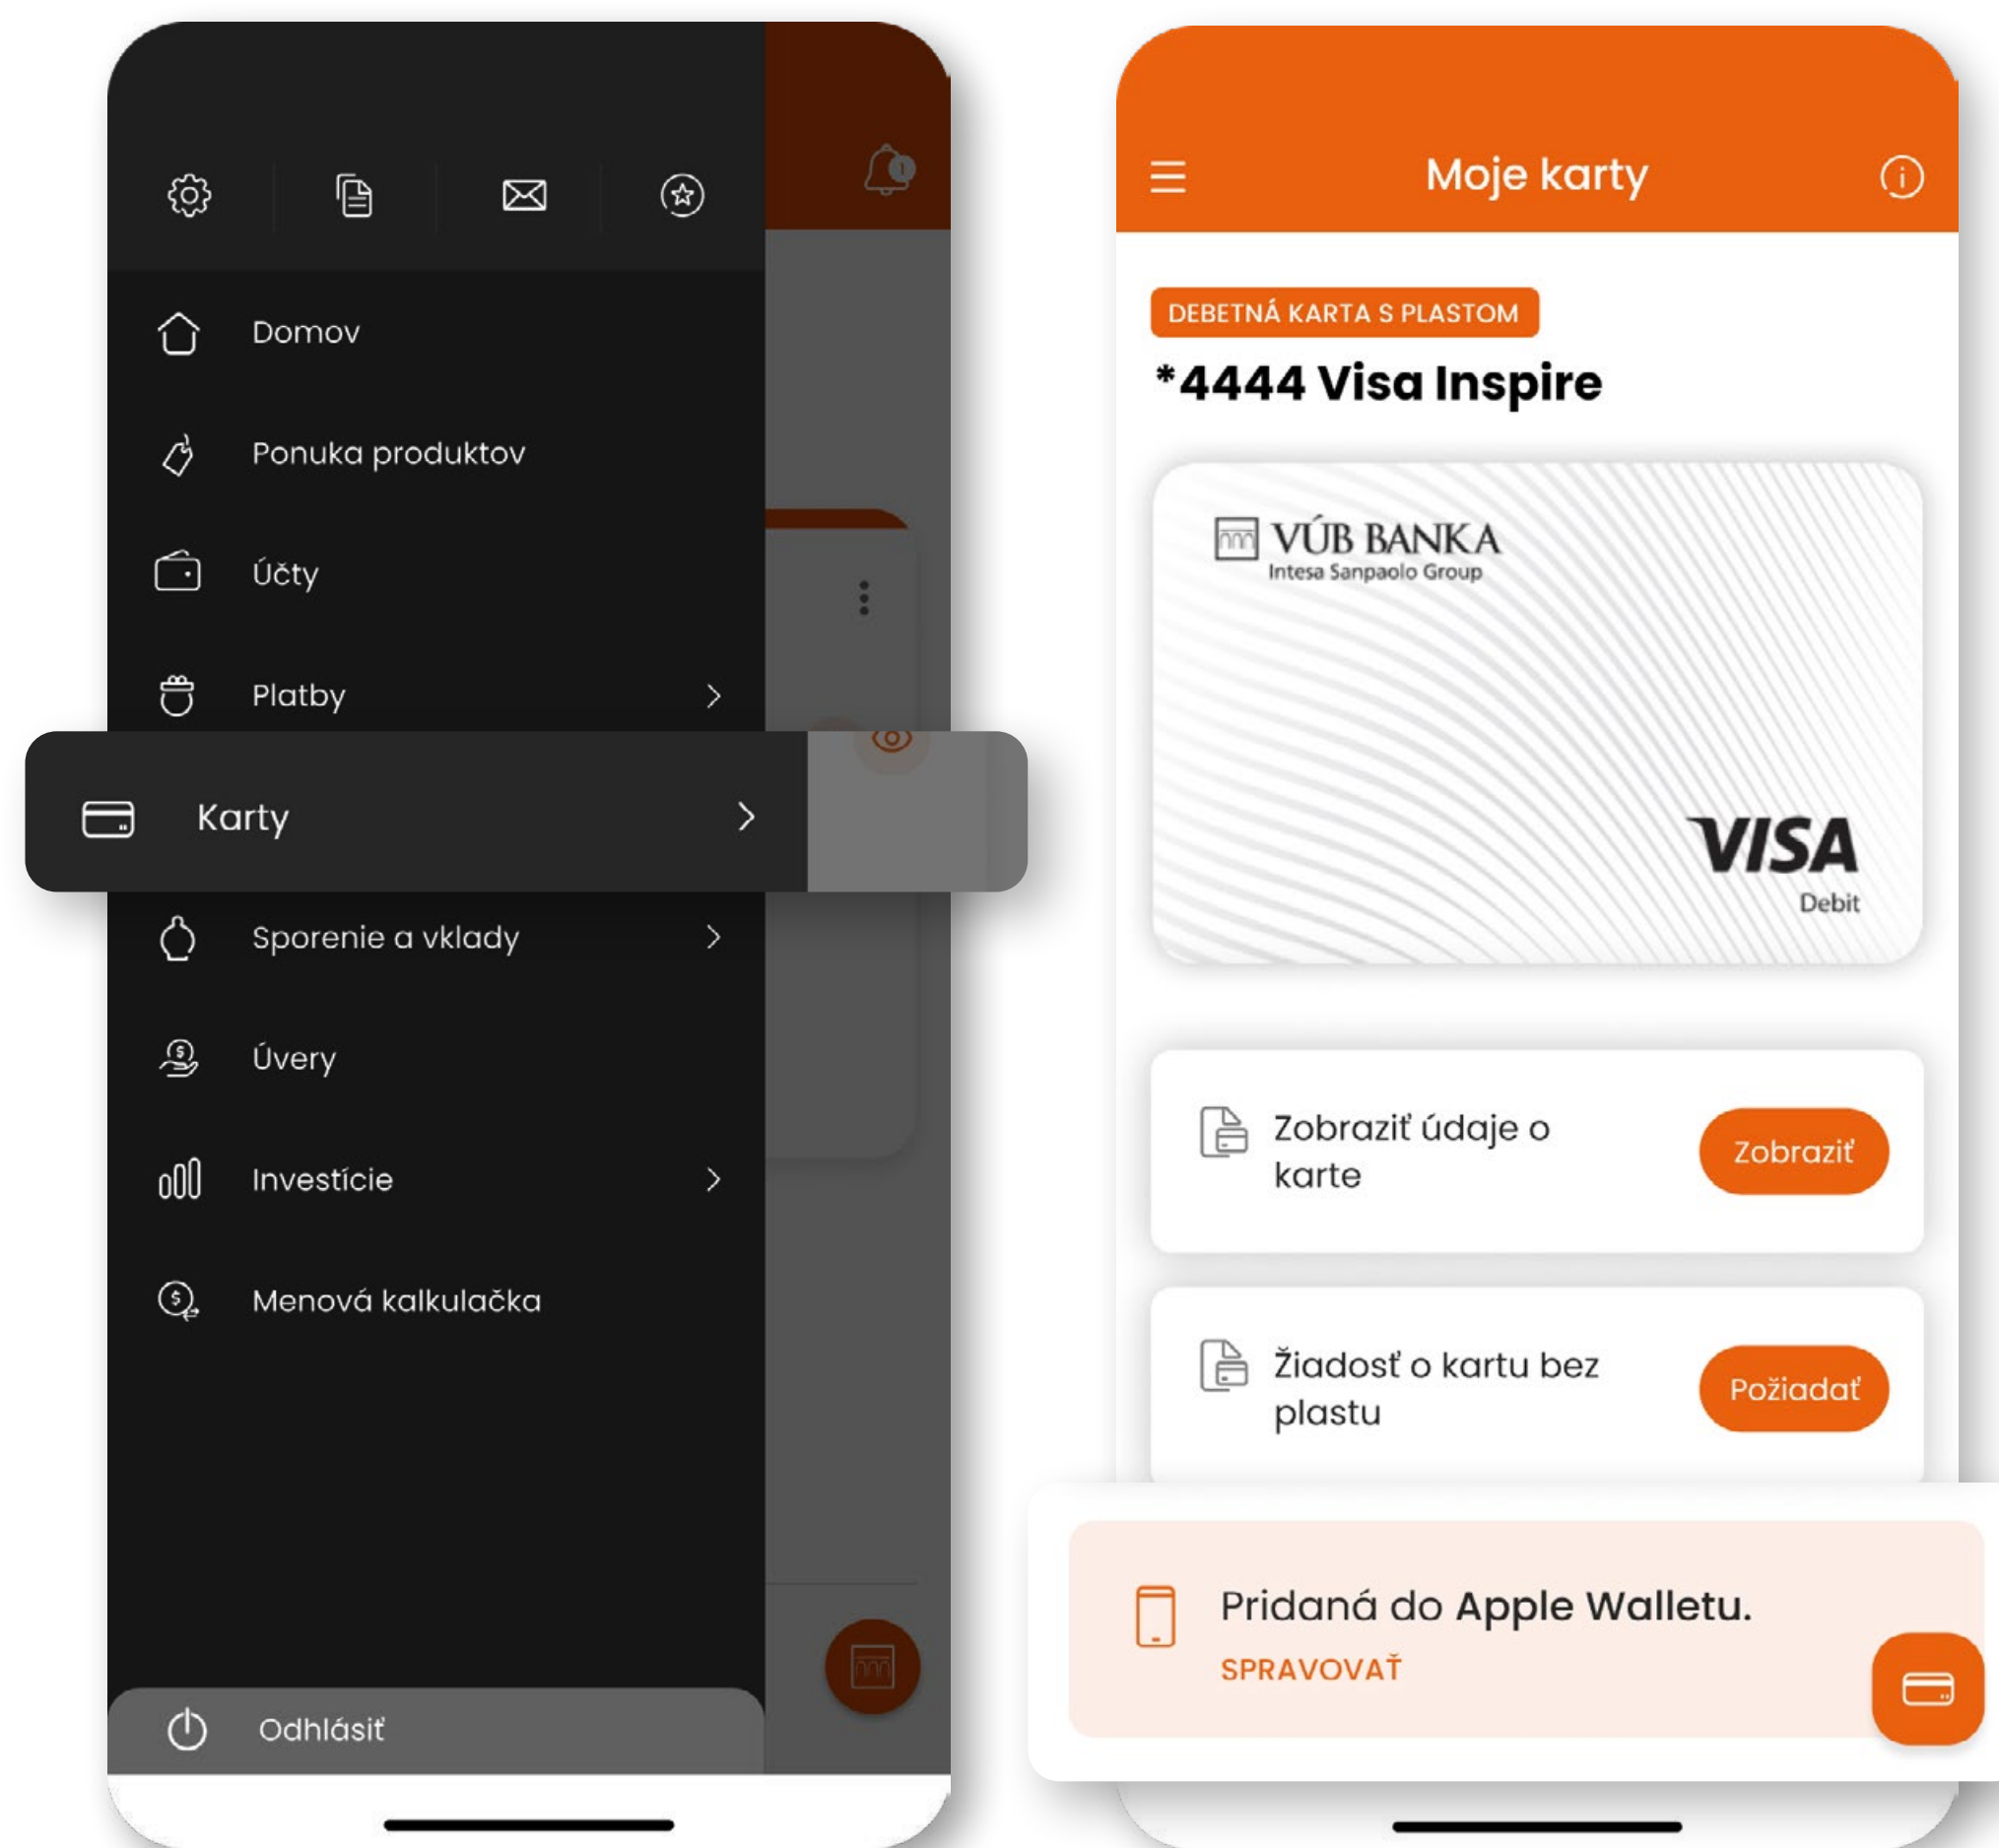 1
Domov
Ponuka produktov
Účty
Platby
Karty
Sporenie a vklady
Úvery
Investície
Menová kalkulačka
Odhlásiť
Moje karty
DEBETNÁ KARTA S PLASTOM
*4444 Visa Inspire
VÚB BANKA
Intesa Sanpaolo Group
VISA
Debit
Zobraziť údaje o
karte
Zobraziť
Žiadosť o kartu bez
plastu
Požiadať
Pridaná do Apple Walletu.
SPRAVOVAŤ